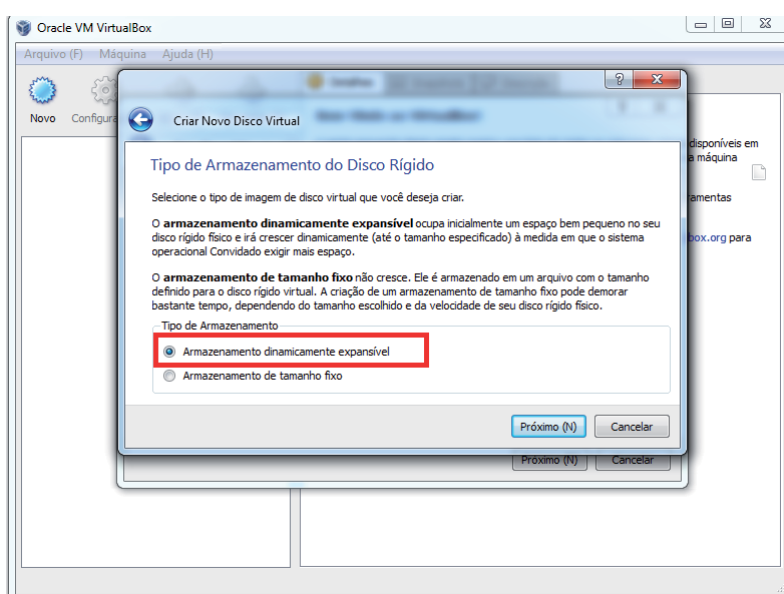 Oracle VM VirtualBox
Arquivo (F) Máquina Ajuda (H)
Novo Configura
Criar Novo Disco Virtual
Tipo de Armazenamento do Disco Rígido
Selecione o tipo de imagem de disco virtual que você deseja criar.
O armazenamento dinamicamente expansível ocupa inicialmente um espaço bem pequeno no seu
disco rígido físico e irá crescer dinamicamente (até o tamanho especificado) à medida em que o sistema
operacional Convidado exigir mais espaço.
O armazenamento de tamanho fixo não cresce. Ele é armazenado em um arquivo com o tamanho
definido para o disco rígido virtual. A criação de um armazenamento de tamanho fixo pode demorar
bastante tempo, dependendo do tamanho escolhido e da velocidade de seu disco rígido físico.
Tipo de Armazenamento
Armazenamento dinamicamente expansível
Armazenamento de tamanho fixo
Próximo (N) Cancelar
Próximo (N) Cancelar
disponíveis em
a máquina
ramentas
box.org para